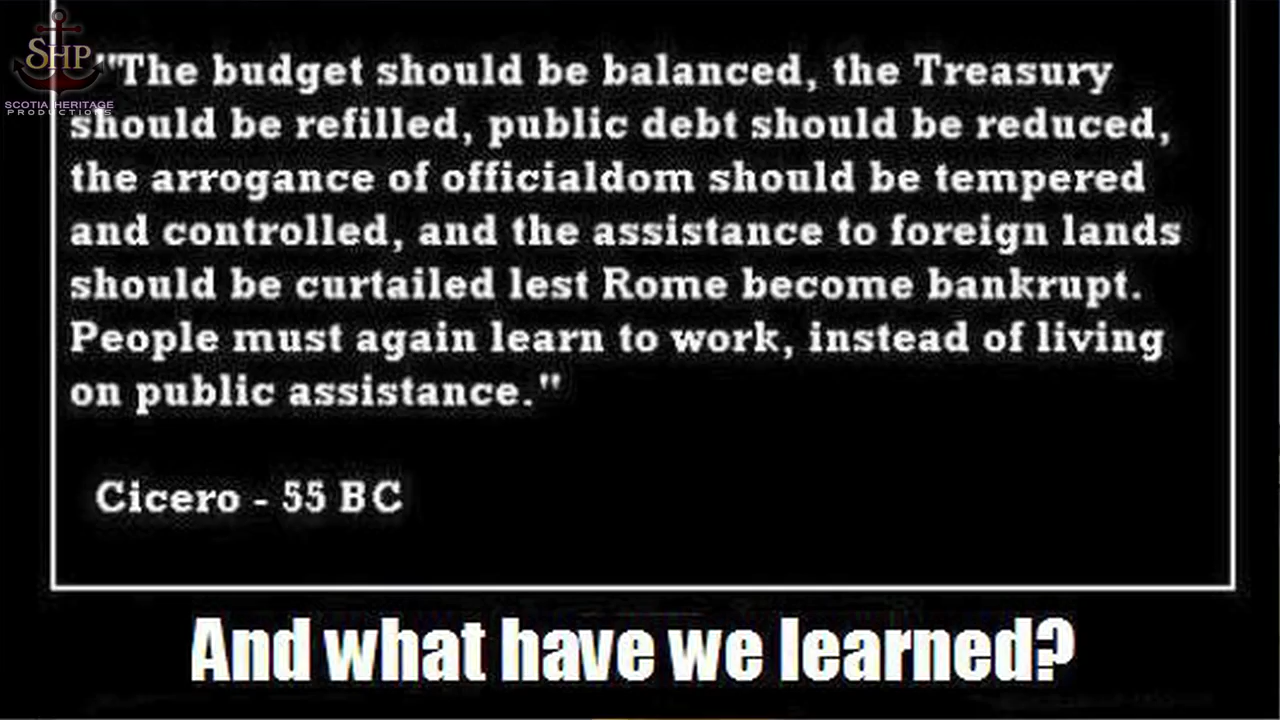 SHP
SCOTIA HERITAGE
PRODUCTIONS
"The budget should be balanced, the Treasury
should be refilled, public debt should be reduced,
the arrogance of officialdom should be tempered
and controlled, and the assistance to foreign lands
should be curtailed lest Rome become bankrupt.
People must again learn to work, instead of living
on public assistance."
Cicero - 55 BC
And what have we learned?